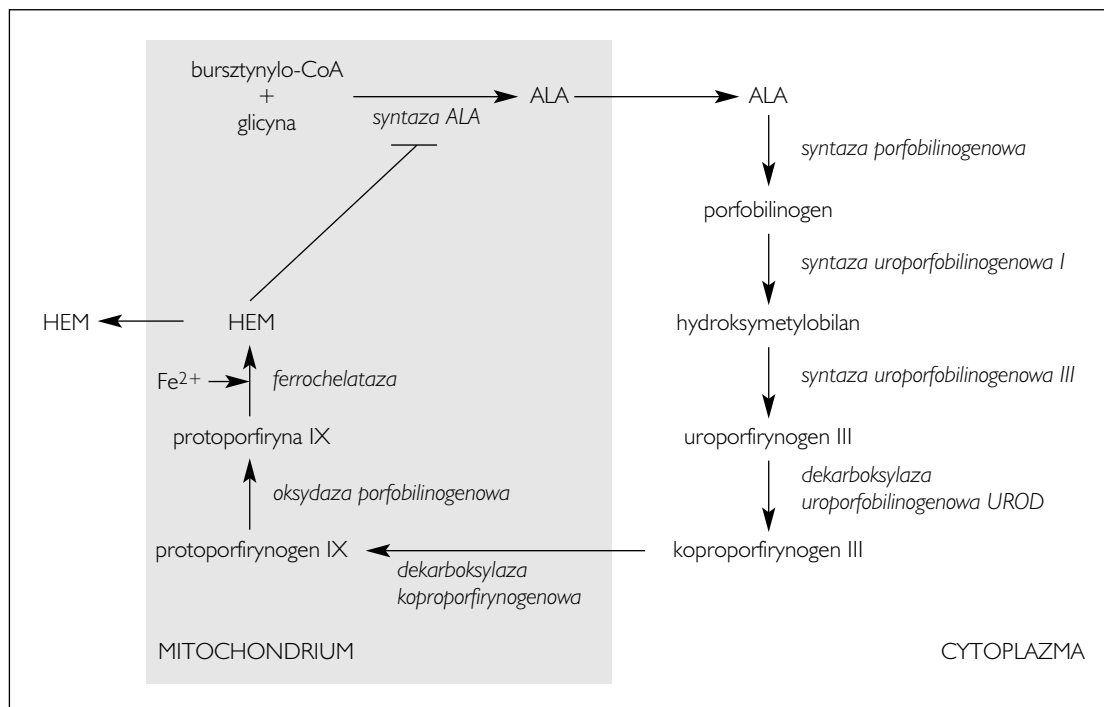 bursztynylo-CoA
+
glicyna
syntaza ALA
ALA
ALA
syntaza porfobilinogenowa
porfobilinogen
syntaza uroporfobilinogenowa I
hydroksymetylobilan
syntaza uroporfobilinogenowa III
uroporfirynogen III
dekarboksylaza
uroporfobilinogenowa UROD
koproporfirynogen III
dekarboksylaza
koproporfirynogenowa
protoporfirynogen IX
oksydaza porfobilinogenowa
protoporfiryna IX
Fe2+
ferrochelataza
HEM
HEM
MITOCHONDRIUM
CYTOPLAZMA